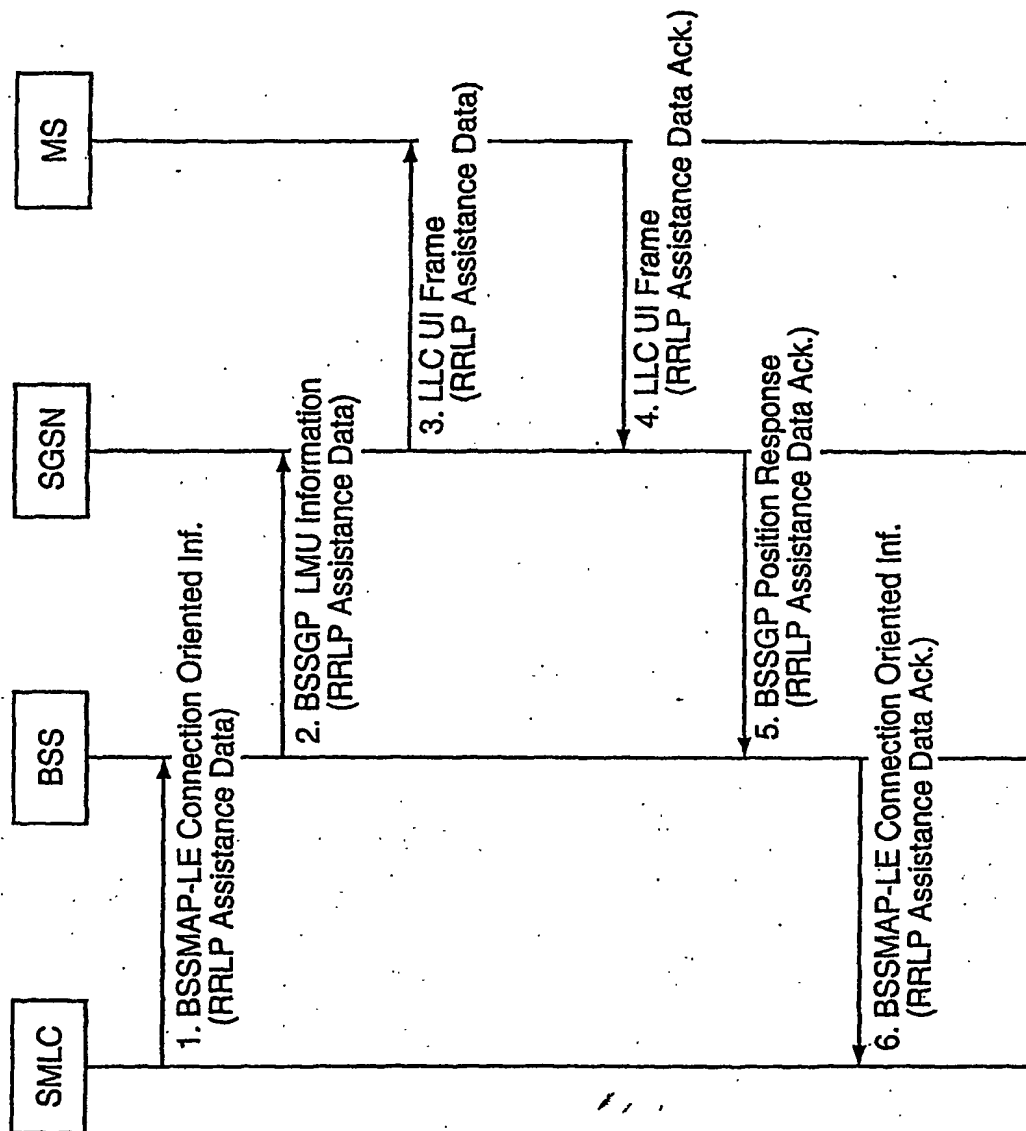 SMLC
BSS
SGSN
MS
1. BSSMAP-LE Connection Oriented Inf.
(RRLP Assistance Data)
2. BSSGP LMU Information
(RRLP Assistance Data)
3. LLC UI Frame
(RRLP Assistance Data)
4. LLC UI Frame
(RRLP Assistance Data Ack.)
5. BSSGP Position Response
(RRLP Assistance Data Ack.)
6. BSSMAP-LE Connection Oriented Inf.
(RRLP Assistance Data Ack.)